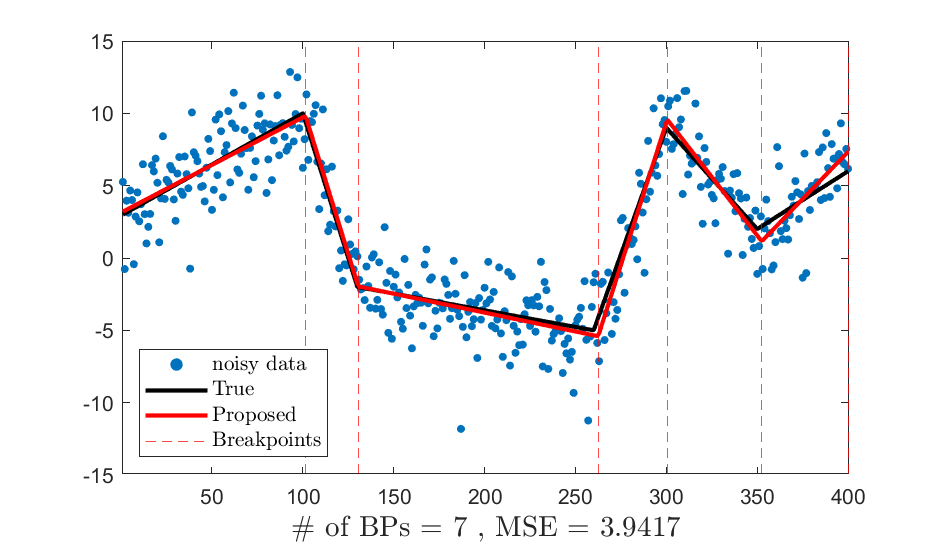 15
10
5
0
-5
-10
-15
noisy data
True
Proposed
Breakpoints
50 100 150 200 250 300 350 400
# of BPs = 7 , MSE = 3.9417